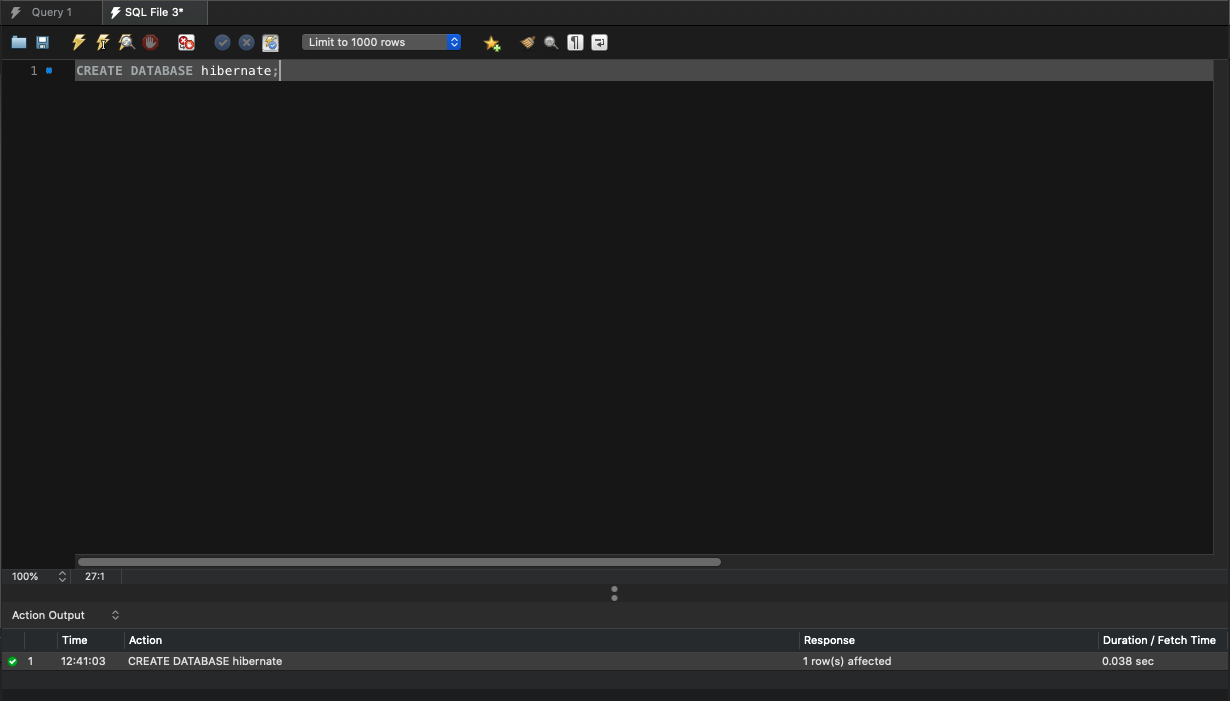 Query 1 SQL File 3*
Limit to 1000 rows
1 CREATE DATABASE hibernate;
100% 27:1
Action Output
Time Action Response Duration / Fetch Time
1 12:41:03 CREATE DATABASE hibernate 1 row(s) affected 0.038 sec